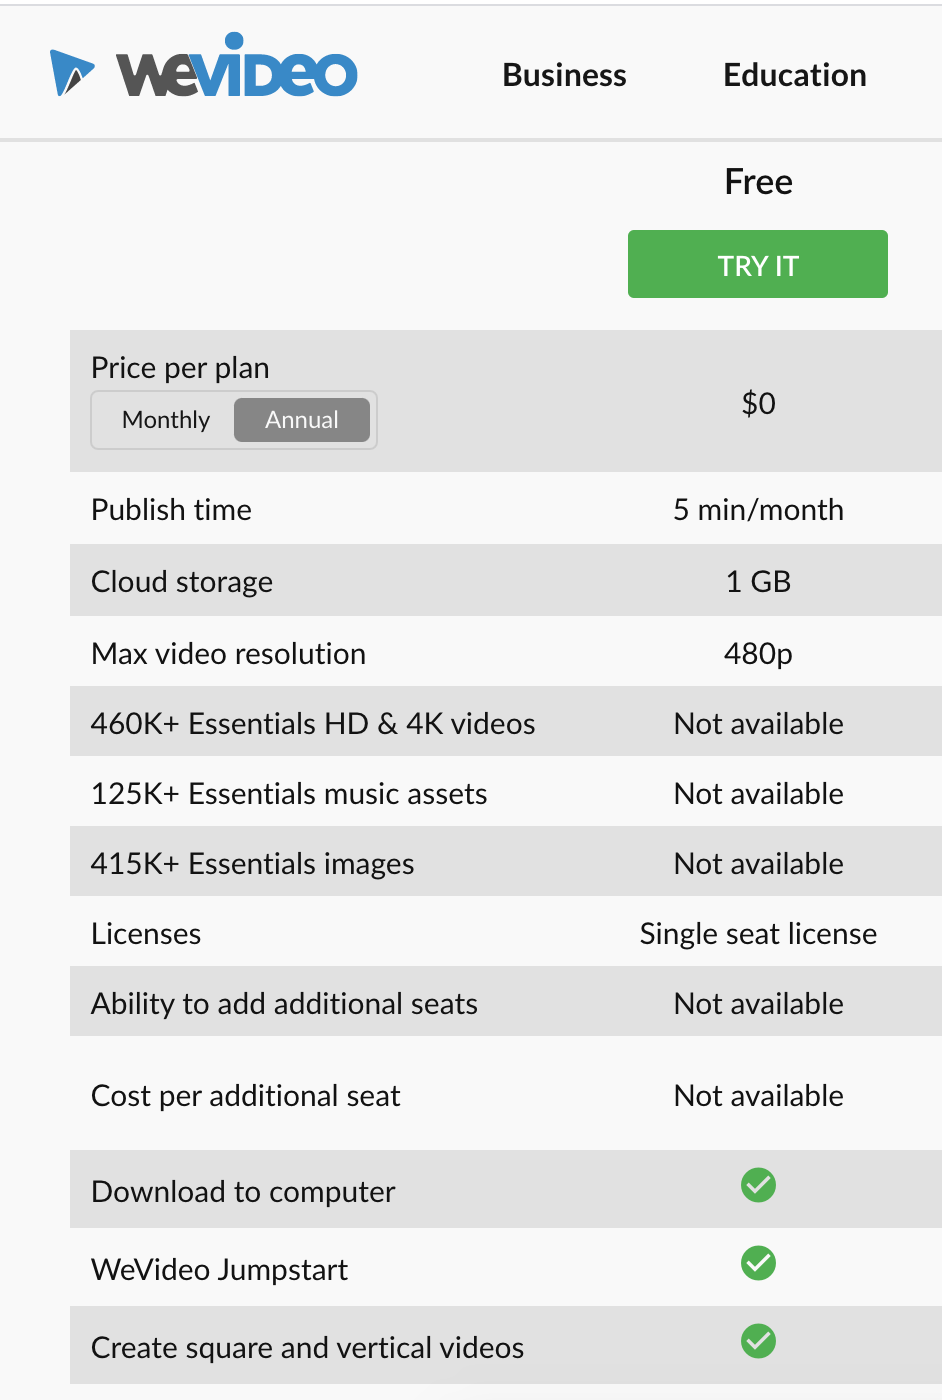 WEVIDEO Business Education
Free
TRY IT
Price per plan
Monthly Annual $0
Publish time 5 min/month
Cloud storage 1 GB
Max video resolution 480p
460K+ Essentials HD & 4K videos Not available
125K+ Essentials music assets Not available
415K+ Essentials images Not available
Licenses Single seat license
Ability to add additional seats Not available
Cost per additional seat Not available
Download to computer
WeVideo Jumpstart
Create square and vertical videos